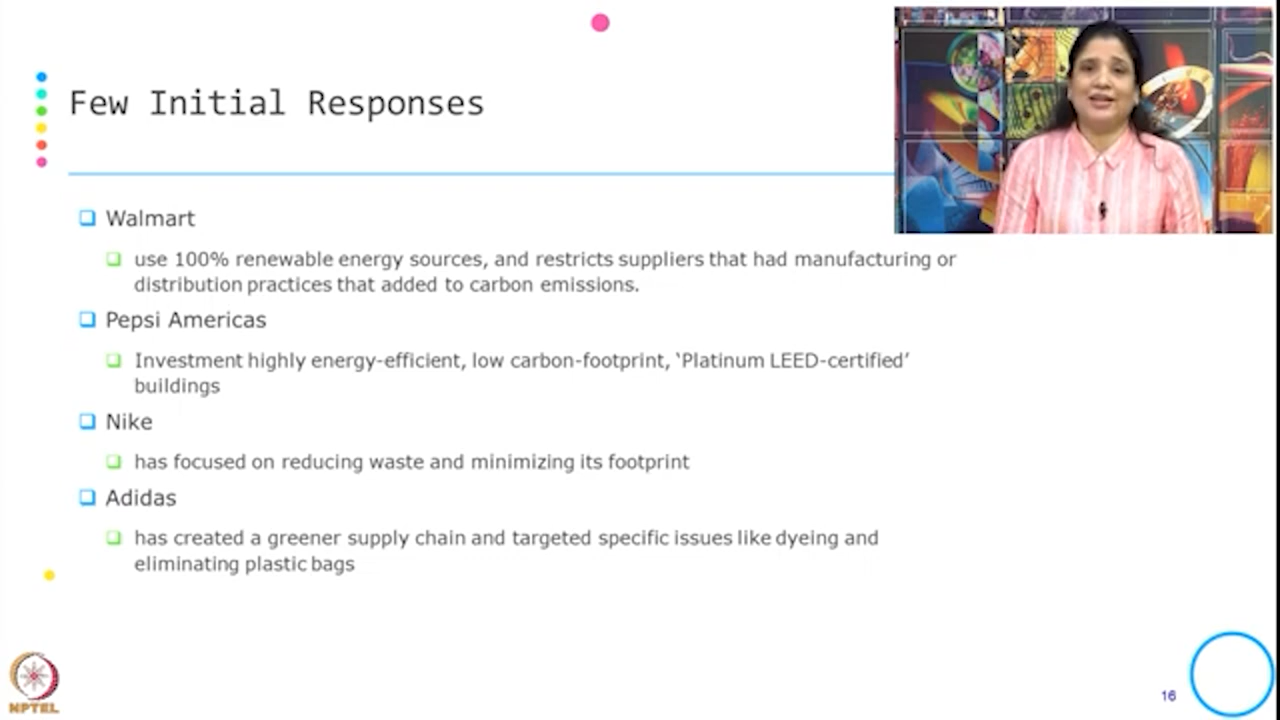 Few Initial Responses
Walmart
use 100% renewable energy sources, and restricts suppliers that had manufacturing or
distribution practices that added to carbon emissions.
Pepsi Americas
Investment highly energy-efficient, low carbon-footprint, ‘Platinum LEED-certified’
buildings
Nike
has focused on reducing waste and minimizing its footprint
Adidas
has created a greener supply chain and targeted specific issues like dyeing and
eliminating plastic bags
NPTEL
16